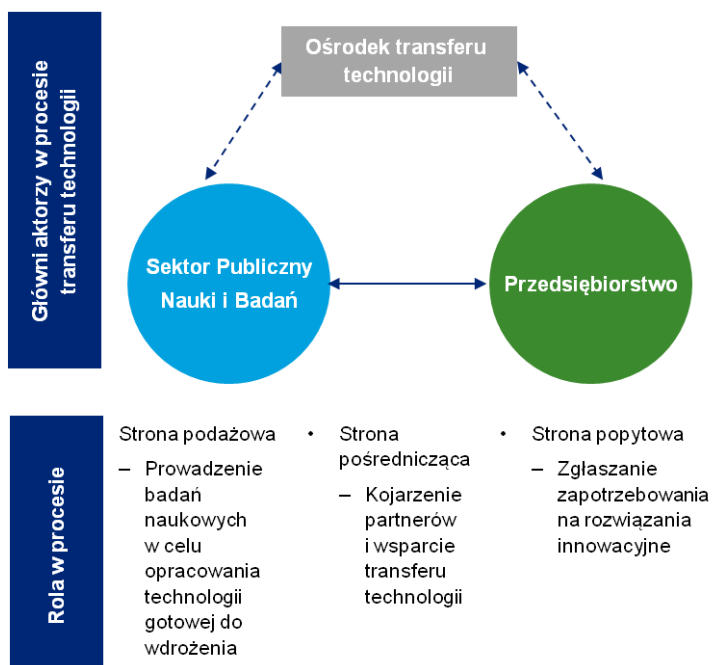 Główni aktorzy w procesie
transferu technologii
Ośrodek transferu
technologii
Sektor Publiczny
Nauki i Badań
Przedsiębiorstwo
Rola w procesie
Strona podażowa
– Prowadzenie
badań
naukowych
w celu
opracowania
technologii
gotowej do
wdrożenia
• Strona
pośrednicząca
– Kojarzenie
partnerów
i wsparcie
transferu
technologii
• Strona popytowa
– Zgłaszanie
zapotrzebowania
na rozwiązania
innowacyjne